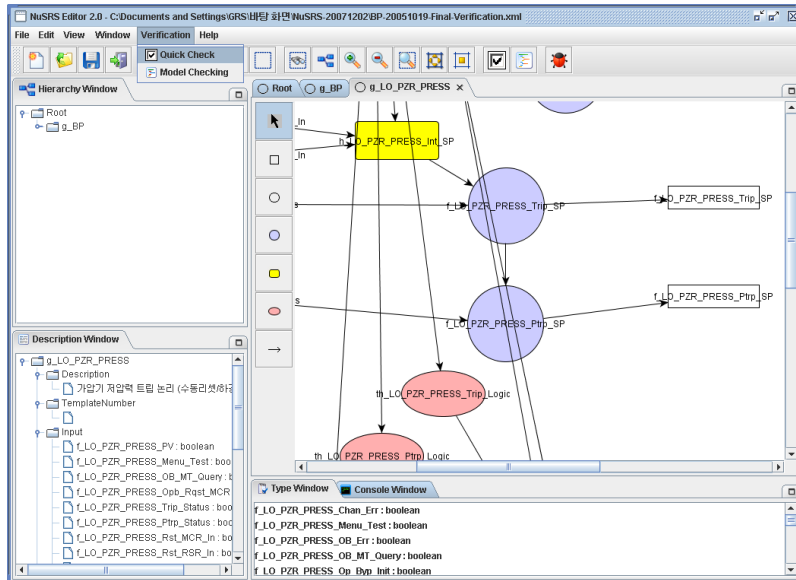 NuSRS Editor 2.0 - C:\Documents and Settings\GRS\바탕 화면\NuSRS-20071202\BP-20051019-Final-Verification.xml
File Edit View Window Verification Help
Quick Check
Model Checking
Hierarchy Window
Root
g_BP
Root g_BP g_LO_PZR_PRESS
_In
_In
h_LO_PZR_PRESS_Int_SP
f_LO_PZR_PRESS_Trip_SP
f_LO_PZR_PRESS_Trip_SP
s
s
f_LO_PZR_PRESS_Ptrp_SP
f_LO_PZR_PRESS_Ptrp_SP
th_LO_PZR_PRESS_Trip_Logic
th_LO_PZR_PRESS_Ptrp_Logic
Description Window
g_LO_PZR_PRESS
Description
가압기 저압력 트립 논리 (수동리셋/하강
TemplateNumber
Input
f_LO_PZR_PRESS_PV : boolean
f_LO_PZR_PRESS_Menu_Test : boo
f_LO_PZR_PRESS_OB_MT_Query : b
f_LO_PZR_PRESS_Opb_Rqst_MCR
f_LO_PZR_PRESS_Trip_Status : boo
f_LO_PZR_PRESS_Ptrp_Status : boo
f_LO_PZR_PRESS_Rst_MCR_In : bo
f_LO_PZR_PRESS_Rst_RSR_In : bo
Type Window Console Window
f_LO_PZR_PRESS_Chan_Err : boolean
f_LO_PZR_PRESS_Menu_Test : boolean
f_LO_PZR_PRESS_OB_Err : boolean
f_LO_PZR_PRESS_OB_MT_Query : boolean
f_LO_PZR_PRESS_Op_Byp_Init : boolean